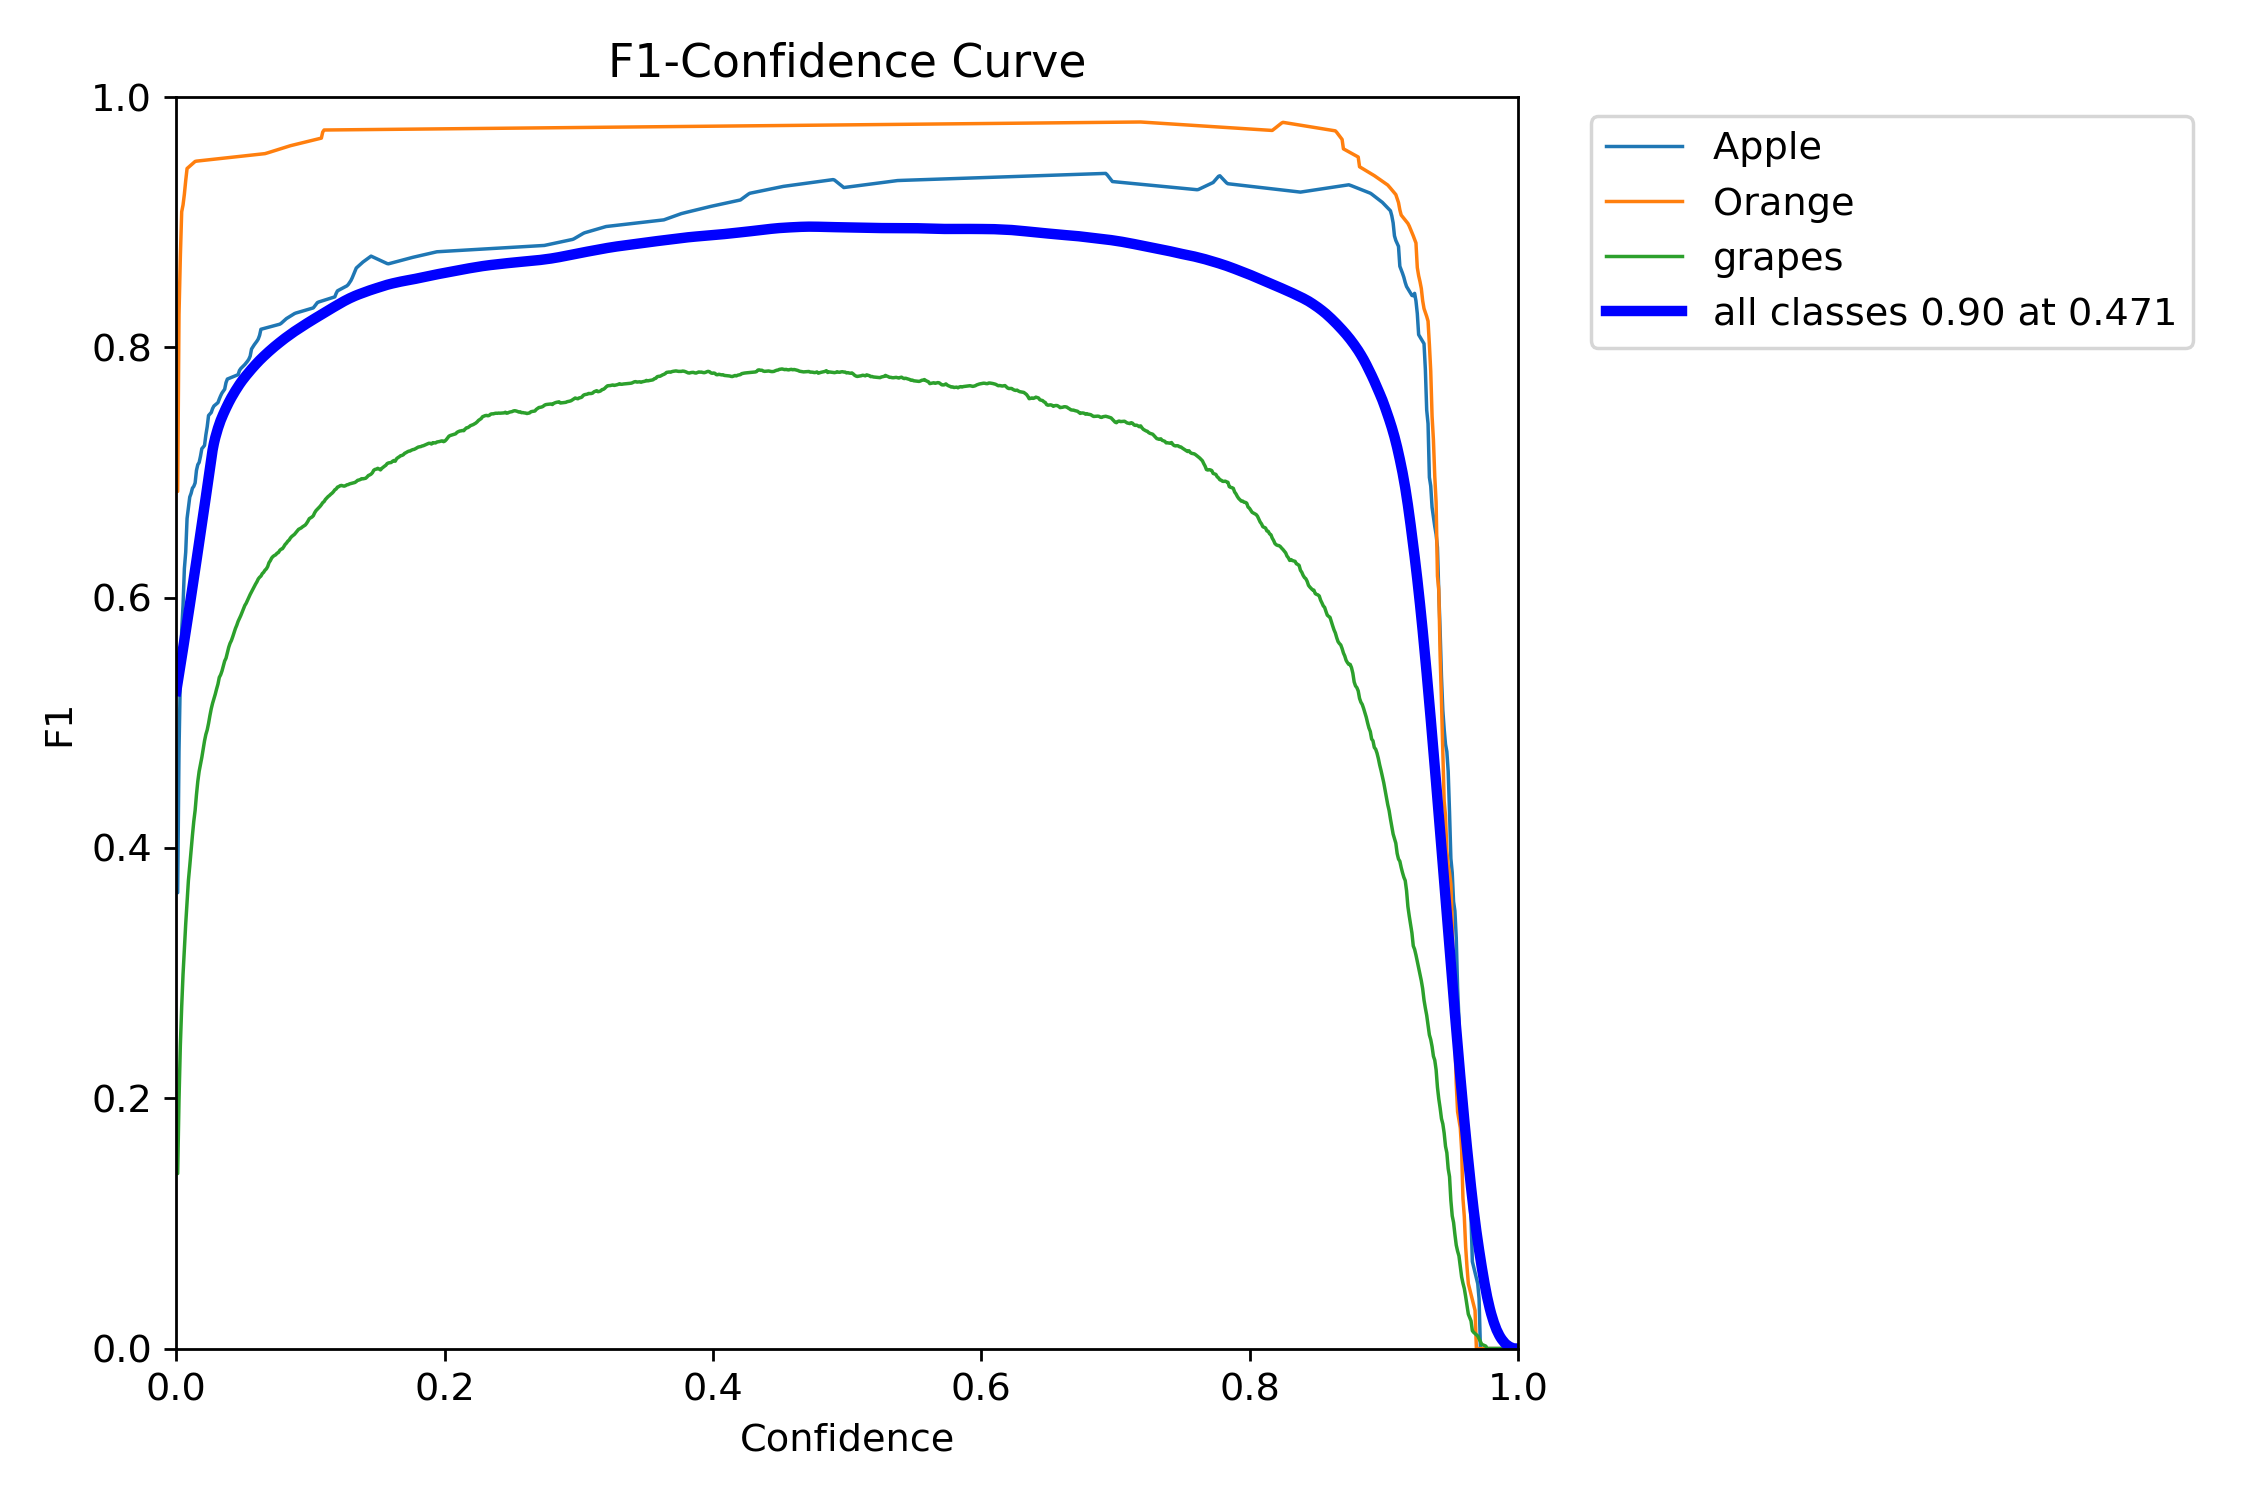 F1-Confidence Curve
1.0
0.8
0.6
0.4
0.2
0.0
F1
0.0 0.2 0.4 0.6 0.8 1.0
Confidence
Apple
Orange
grapes
all classes 0.90 at 0.471